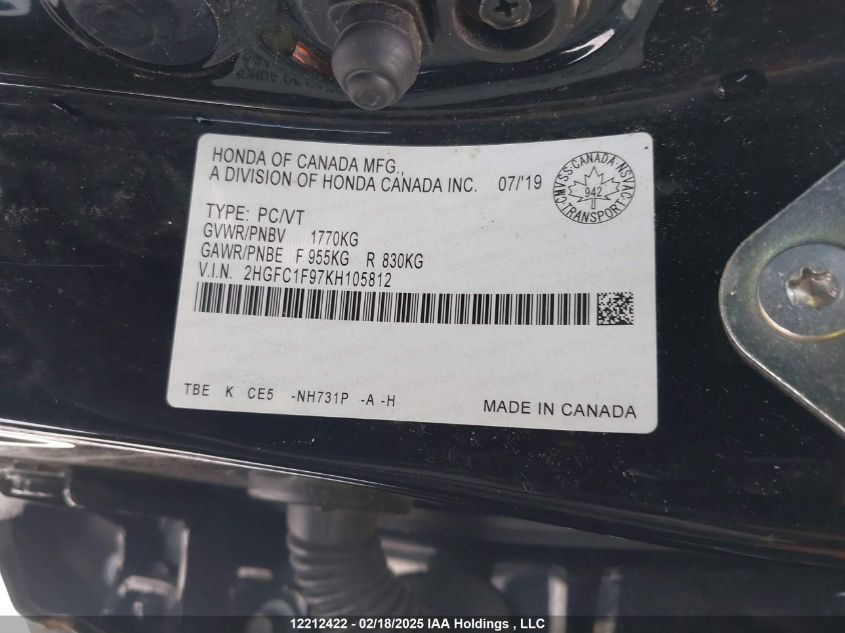 HONDA OF CANADA MFG.,
A DIVISION OF HONDA CANADA INC. 07/'19
CMVSS·CANADA·NSVAC
942
TRANSPORT
TYPE: PC/VT
GVWR/PNBV 1770KG
GAWR/PNBE F 955KG R 830KG
V.I.N. 2HGFC1F97KH105812
TBE K CE5 -NH731P -A -H
MADE IN CANADA
12212422 - 02/18/2025 IAA Holdings , LLC